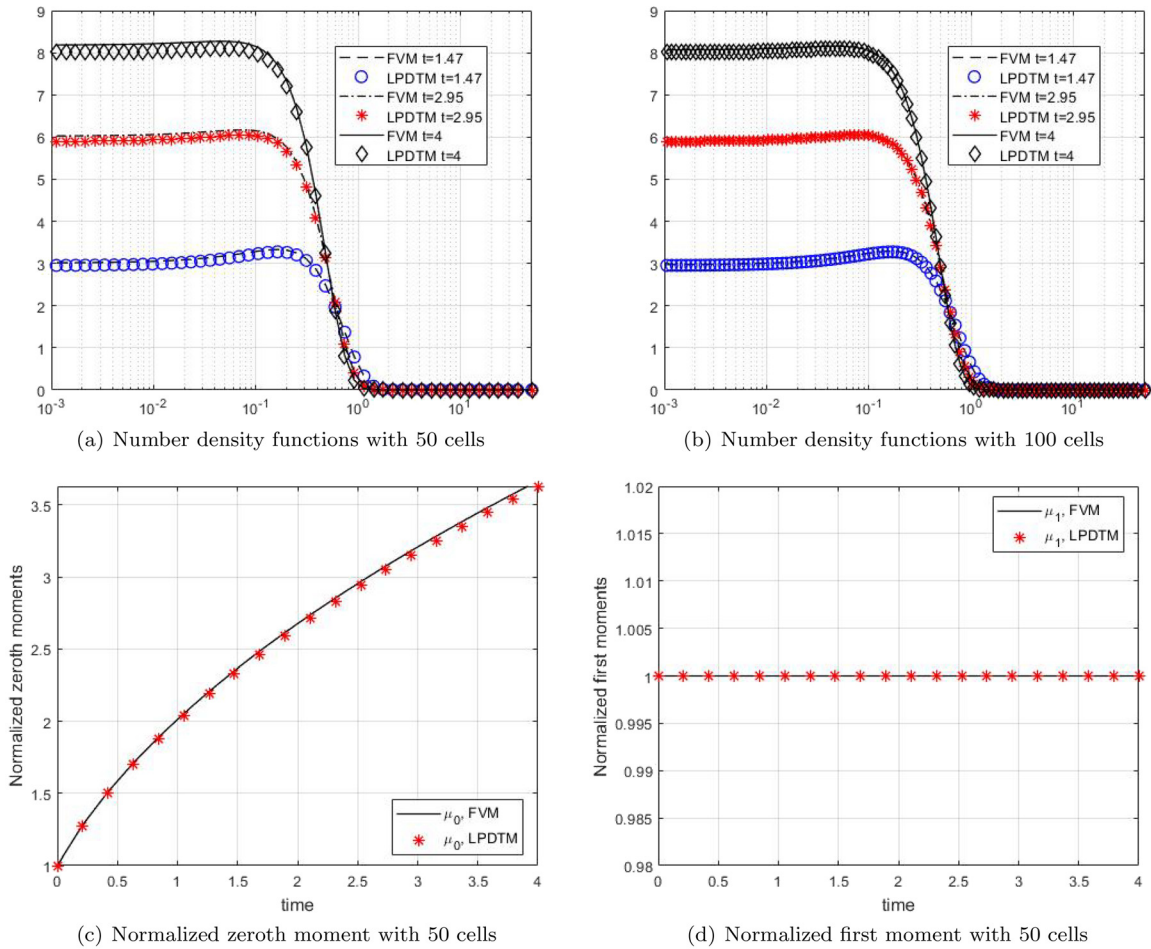 9
8
7
6
5
4
3
2
1
0
10^-3
10^-2
10^-1
10^0
10^1
FVM t=1.47
LPDTM t=1.47
FVM t=2.95
LPDTM t=2.95
FVM t=4
LPDTM t=4
(a) Number density functions with 50 cells
9
8
7
6
5
4
3
2
1
0
10^-3
10^-2
10^-1
10^0
10^1
FVM t=1.47
LPDTM t=1.47
FVM t=2.95
LPDTM t=2.95
FVM t=4
LPDTM t=4
(b) Number density functions with 100 cells
Normalized zeroth moments
3.5
3
2.5
2
1.5
1
0
0.5
1
1.5
2
2.5
3
3.5
4
time
μ_0, FVM
μ_0, LPDTM
(c) Normalized zeroth moment with 50 cells
Normalized first moments
1.02
1.015
1.01
1.005
1
0.995
0.99
0.985
0.98
0
0.5
1
1.5
2
2.5
3
3.5
4
time
μ_1, FVM
μ_1, LPDTM
(d) Normalized first moment with 50 cells